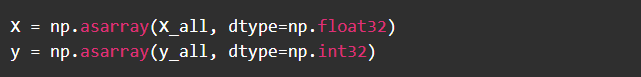 X = np.asarray(X_all, dtype=np.float32)
y = np.asarray(y_all, dtype=np.int32)